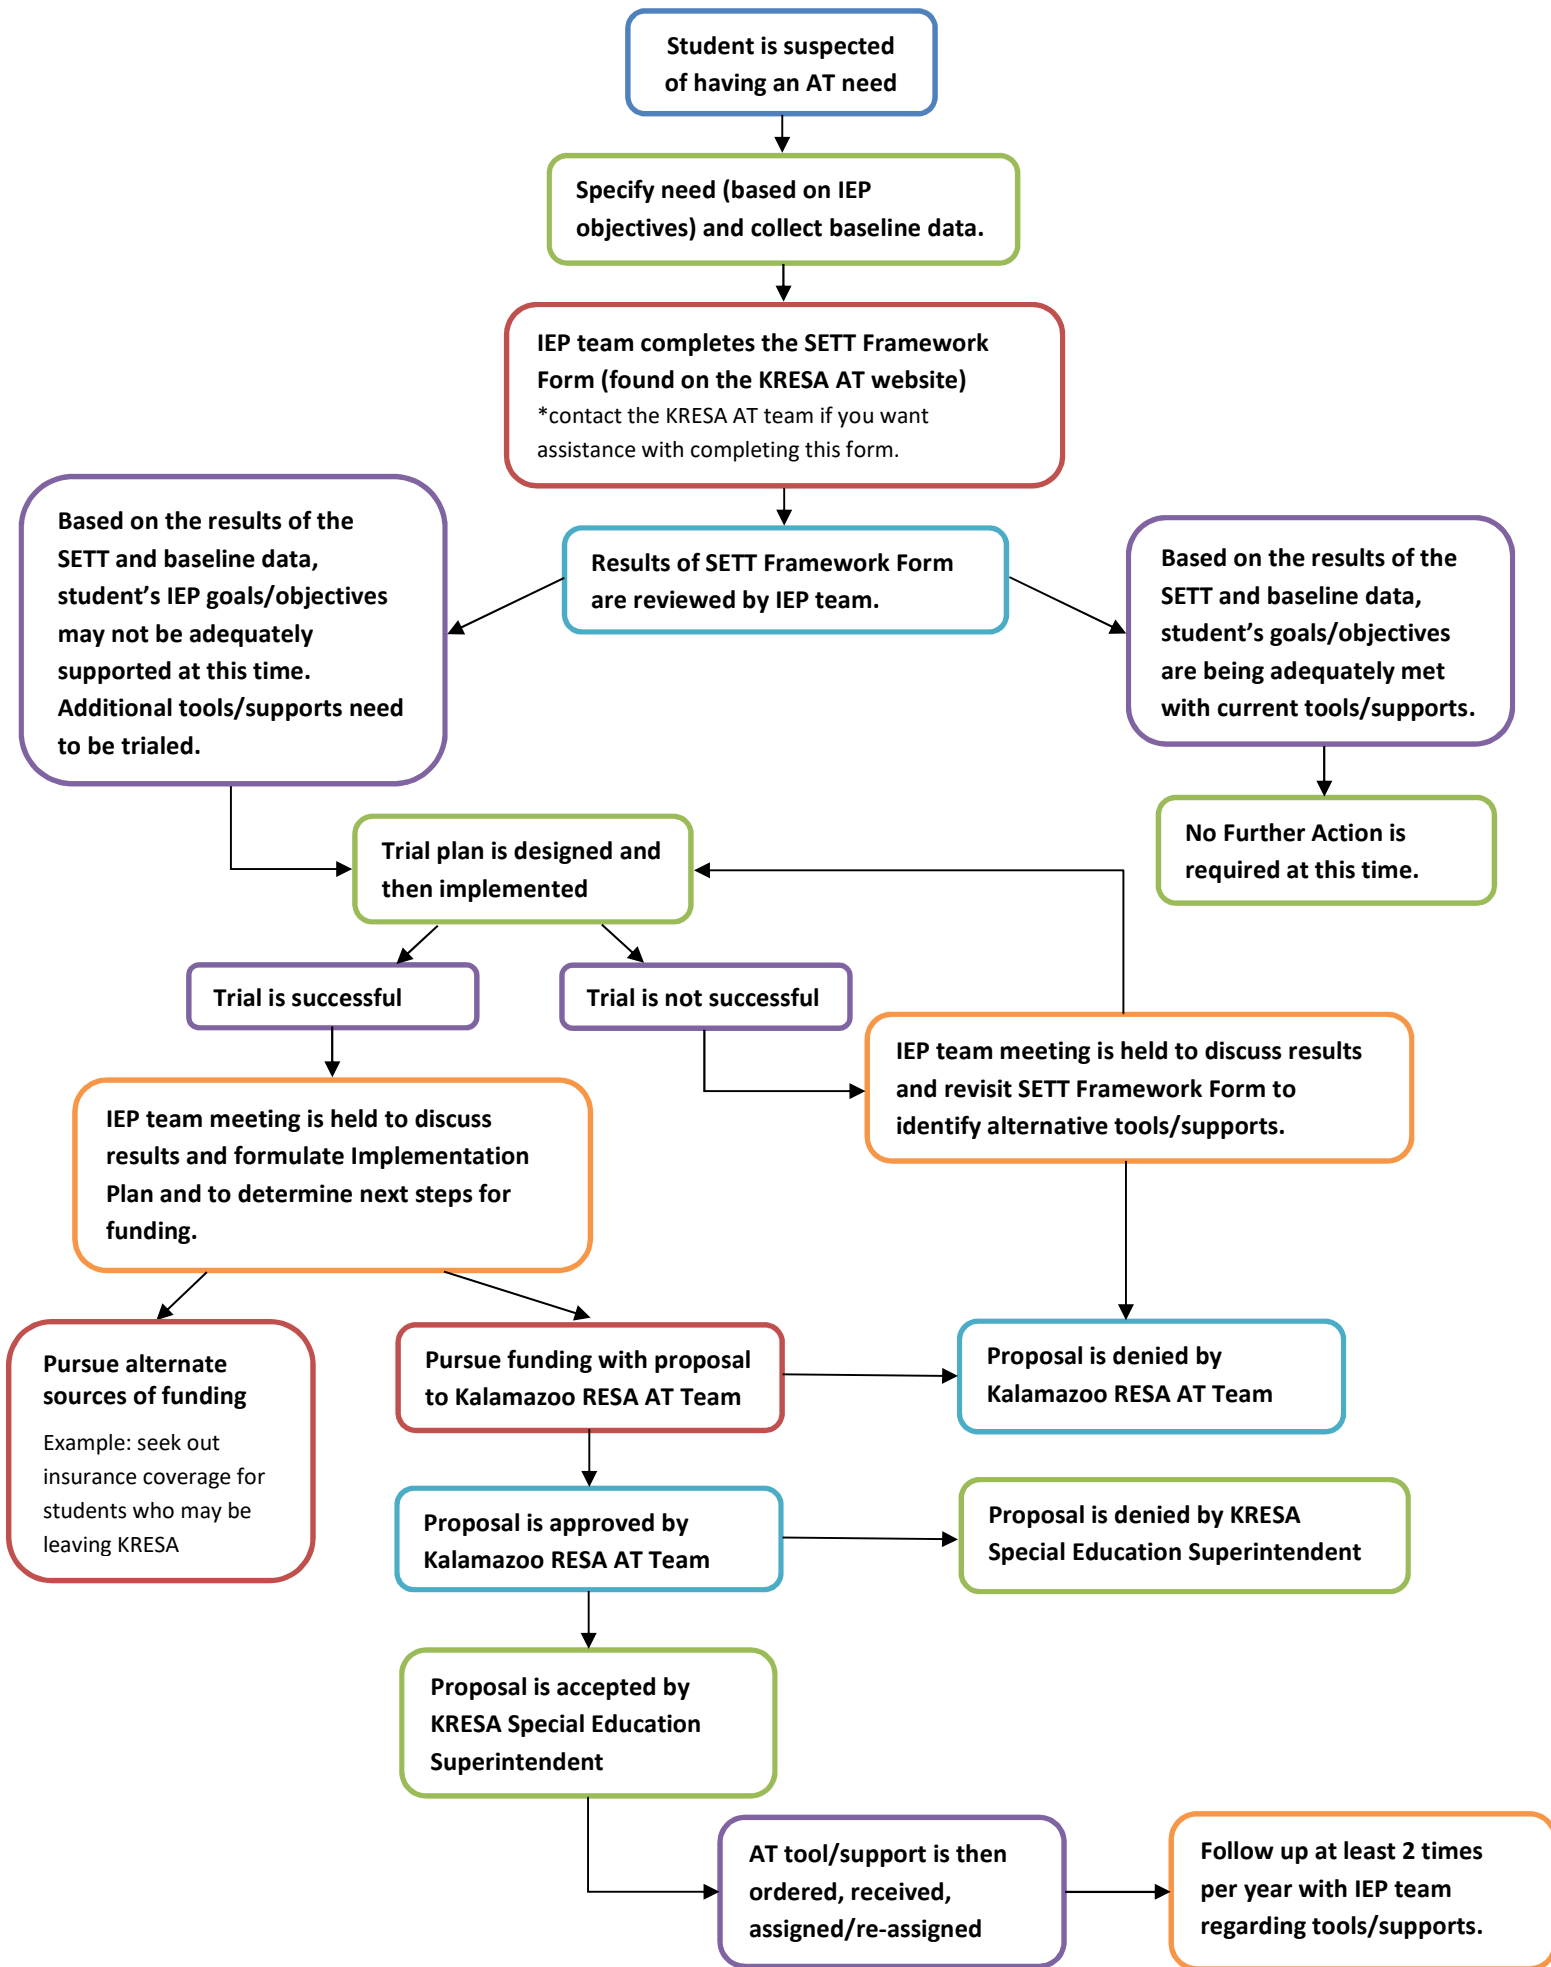 Student is suspected
of having an AT need
Specify need (based on IEP
objectives) and collect baseline data.
IEP team completes the SETT Framework
Form (found on the KRESA AT website)
*contact the KRESA AT team if you want
assistance with completing this form.
Based on the results of the
SETT and baseline data,
student’s IEP goals/objectives
may not be adequately
supported at this time.
Additional tools/supports need
to be trialed.
Results of SETT Framework Form
are reviewed by IEP team.
Based on the results of the
SETT and baseline data,
student’s goals/objectives
are being adequately met
with current tools/supports.
No Further Action is
required at this time.
Trial plan is designed and
then implemented
Trial is successful
Trial is not successful
IEP team meeting is held to discuss results
and revisit SETT Framework Form to
identify alternative tools/supports.
IEP team meeting is held to discuss
results and formulate Implementation
Plan and to determine next steps for
funding.
Pursue alternate
sources of funding
Example: seek out
insurance coverage for
students who may be
leaving KRESA
Pursue funding with proposal
to Kalamazoo RESA AT Team
Proposal is denied by
Kalamazoo RESA AT Team
Proposal is approved by
Kalamazoo RESA AT Team
Proposal is denied by KRESA
Special Education Superintendent
Proposal is accepted by
KRESA Special Education
Superintendent
AT tool/support is then
ordered, received,
assigned/re-assigned
Follow up at least 2 times
per year with IEP team
regarding tools/supports.